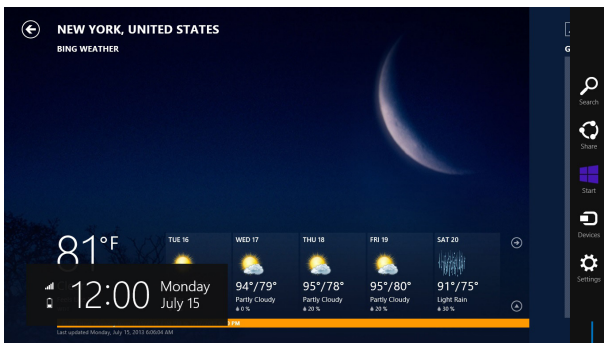 NEW YORK, UNITED STATES
BING WEATHER
G
Search
Share
Start
Devices
Settings
81°F
TUE 16
WED 17
94°/79°
Partly Cloudy
0 %
THU 18
95°/78°
Partly Cloudy
20 %
FRI 19
95°/80°
Partly Cloudy
20 %
SAT 20
91°/75°
Light Rain
30 %
12:00
Monday
July 15
PM
Last updated Monday, July 15, 2013 6:06:04 AM